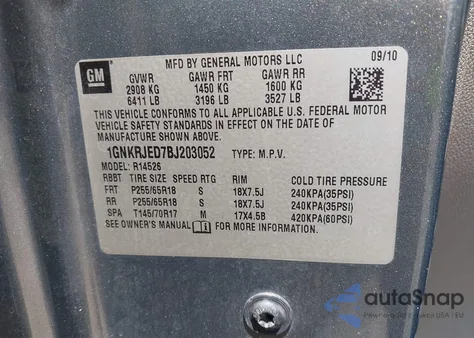 GM
MFD BY GENERAL MOTORS LLC 09/10
GVWR GAWR FRT GAWR RR
2908 KG 1450 KG 1600 KG
6411 LB 3196 LB 3527 LB
THIS VEHICLE CONFORMS TO ALL APPLICABLE U.S. FEDERAL MOTOR
VEHICLE SAFETY STANDARDS IN EFFECT ON THE DATE OF
MANUFACTURE SHOWN ABOVE.
1GNKRJED7BJ203052 TYPE: M.P.V.
MODEL: R14526
RBBT TIRE SIZE SPEED RTG RIM COLD TIRE PRESSURE
FRT P255/65R18 S 18X7.5J 240KPA(35PSI)
RR P255/65R18 S 18X7.5J 240KPA(35PSI)
SPA T145/70R17 M 17X4.5B 420KPA(60PSI)
SEE OWNER'S MANUAL FOR MORE INFORMATION.
autoSnap